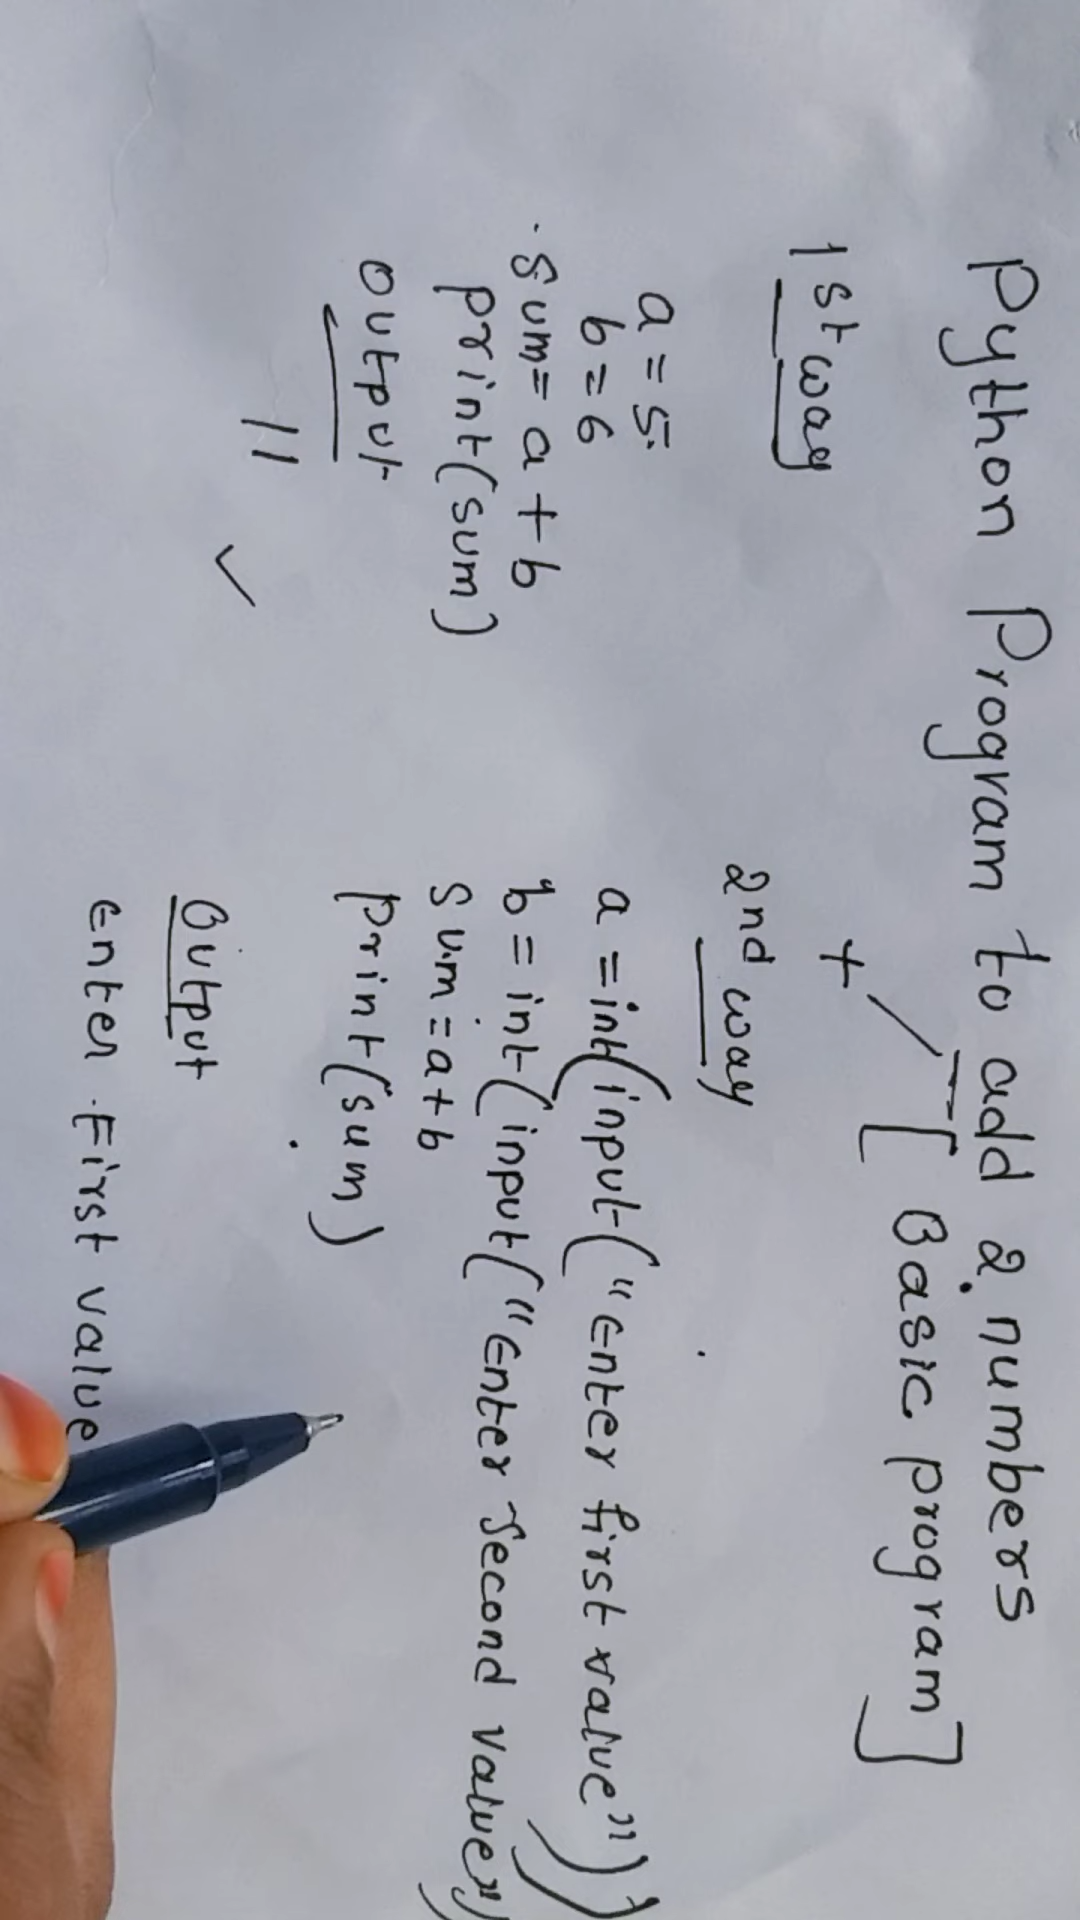 Python Program to add 2 numbers
+ [Basic program]
1st way
a = 5
b = 6
sum = a + b
print(sum)
output
11
2nd way
a = int(input("Enter first value"))
b = int(input("Enter second value"))
sum = a + b
print(sum)
Output
Enter First value